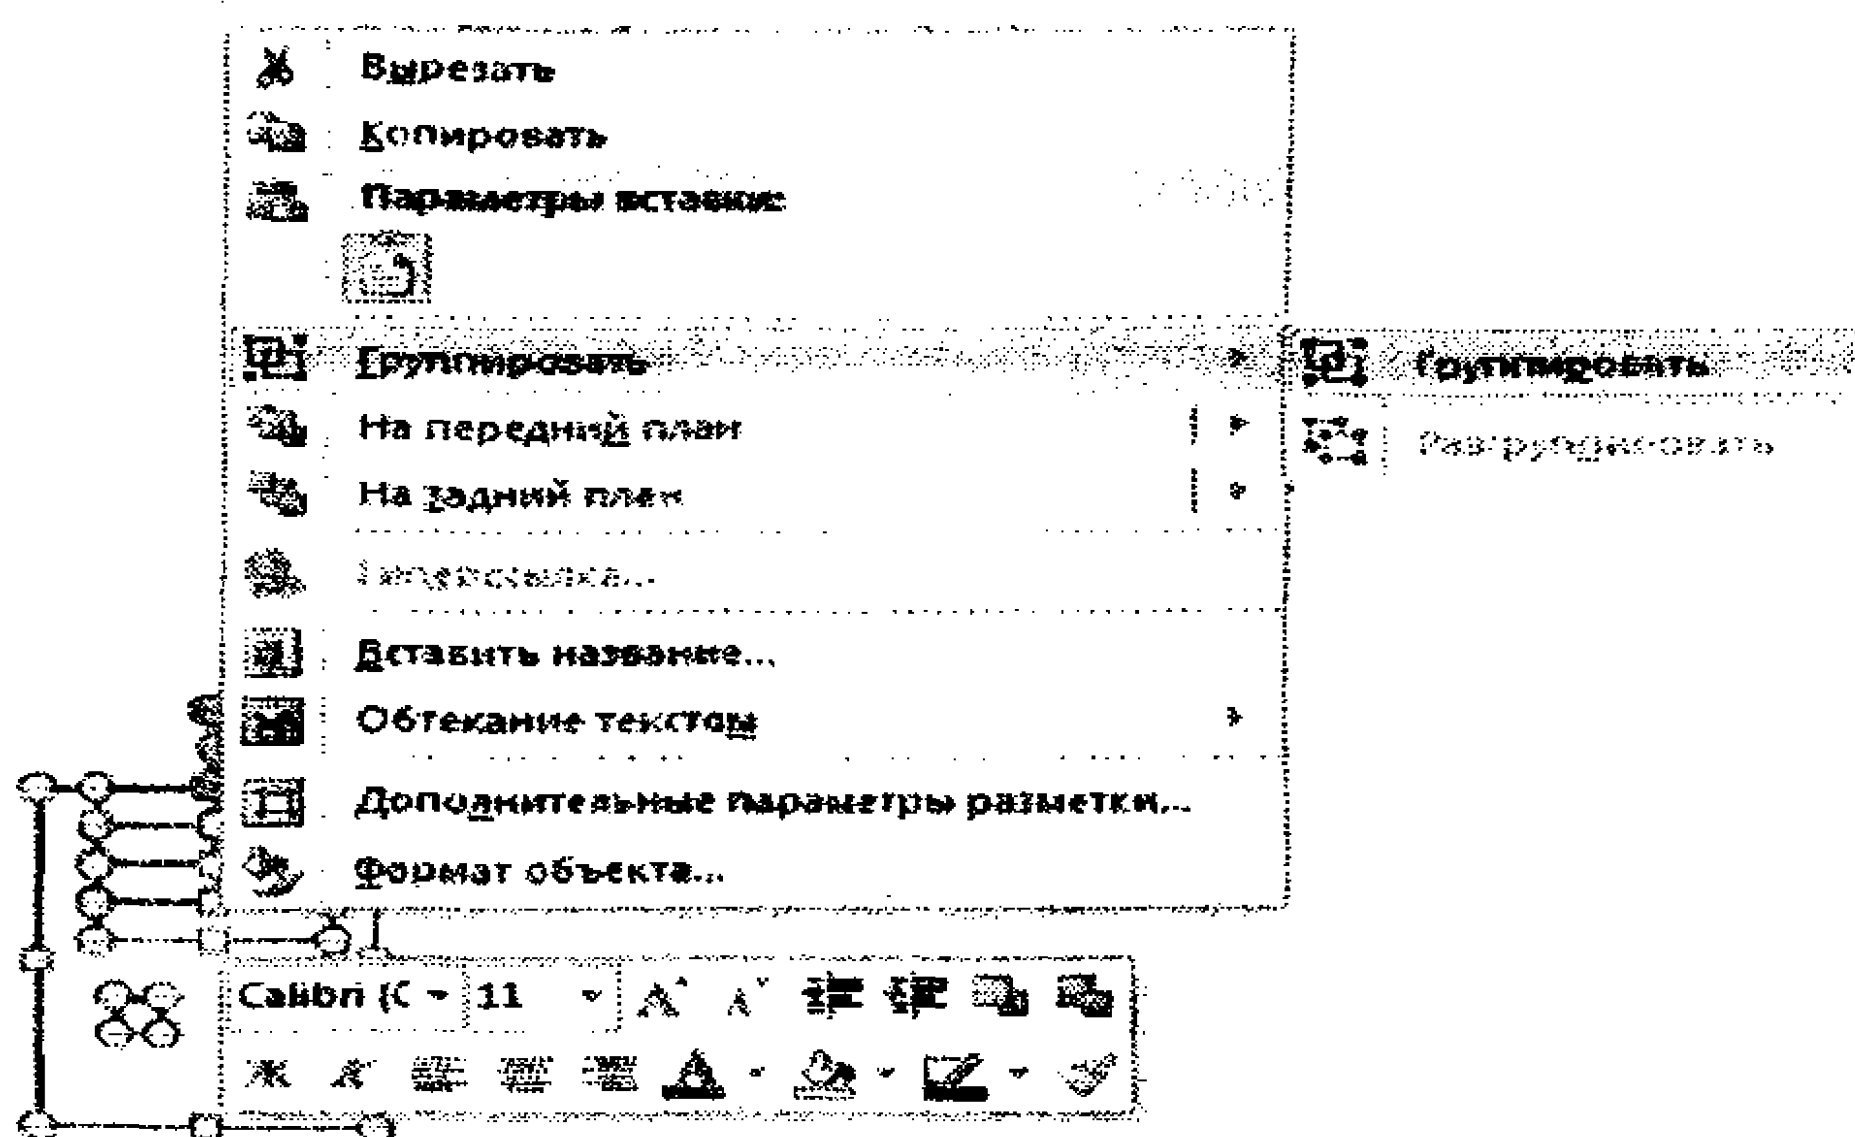 Вырезать
Копировать
Параметры вставки:
Группировать
Группировать
На передний план
Разгруппировать
На задний план
Гиперссылка...
Вставить название...
Обтекание текстом
Дополнительные параметры разметки...
Формат объекта...
Calibri (С 11 А А
Ж К А